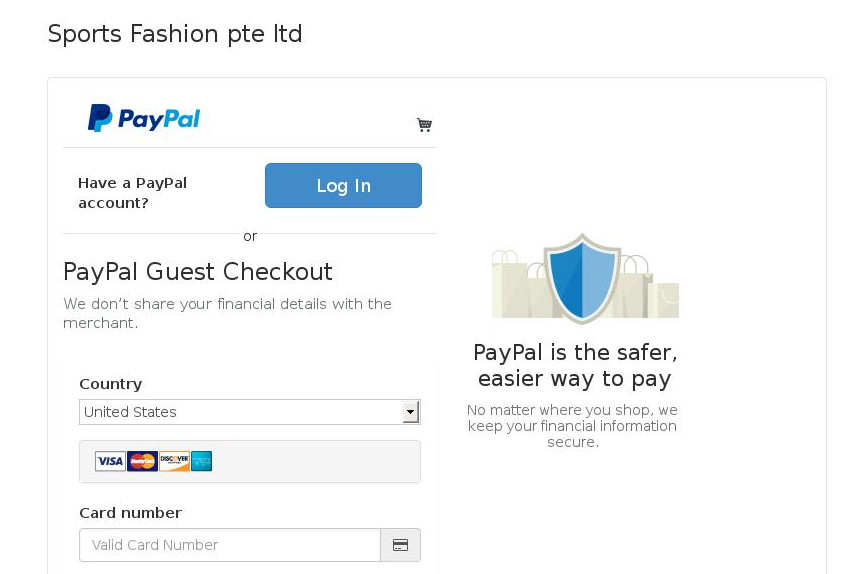 Sports Fashion pte ltd
PayPal
Have a PayPal
account?
Log In
or
PayPal Guest Checkout
We don’t share your financial details with the
merchant.
Country
United States
VISA
MasterCard
DISCOVER
Card number
Valid Card Number
PayPal is the safer,
easier way to pay
No matter where you shop, we
keep your financial information
secure.